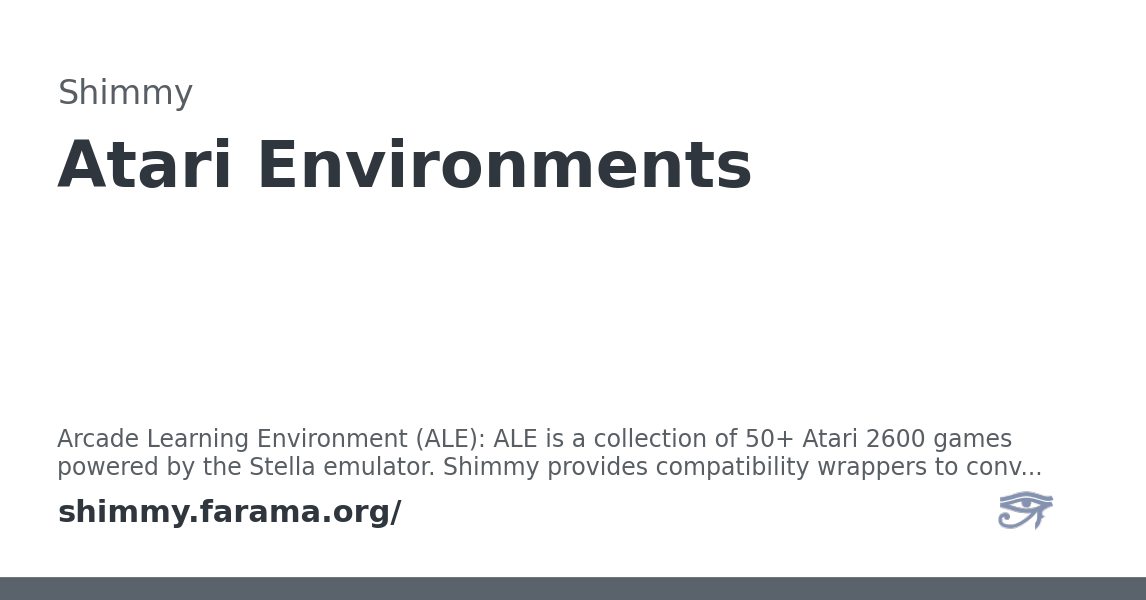 Shimmy
Atari Environments
Arcade Learning Environment (ALE): ALE is a collection of 50+ Atari 2600 games
powered by the Stella emulator. Shimmy provides compatibility wrappers to conv...
shimmy.farama.org/